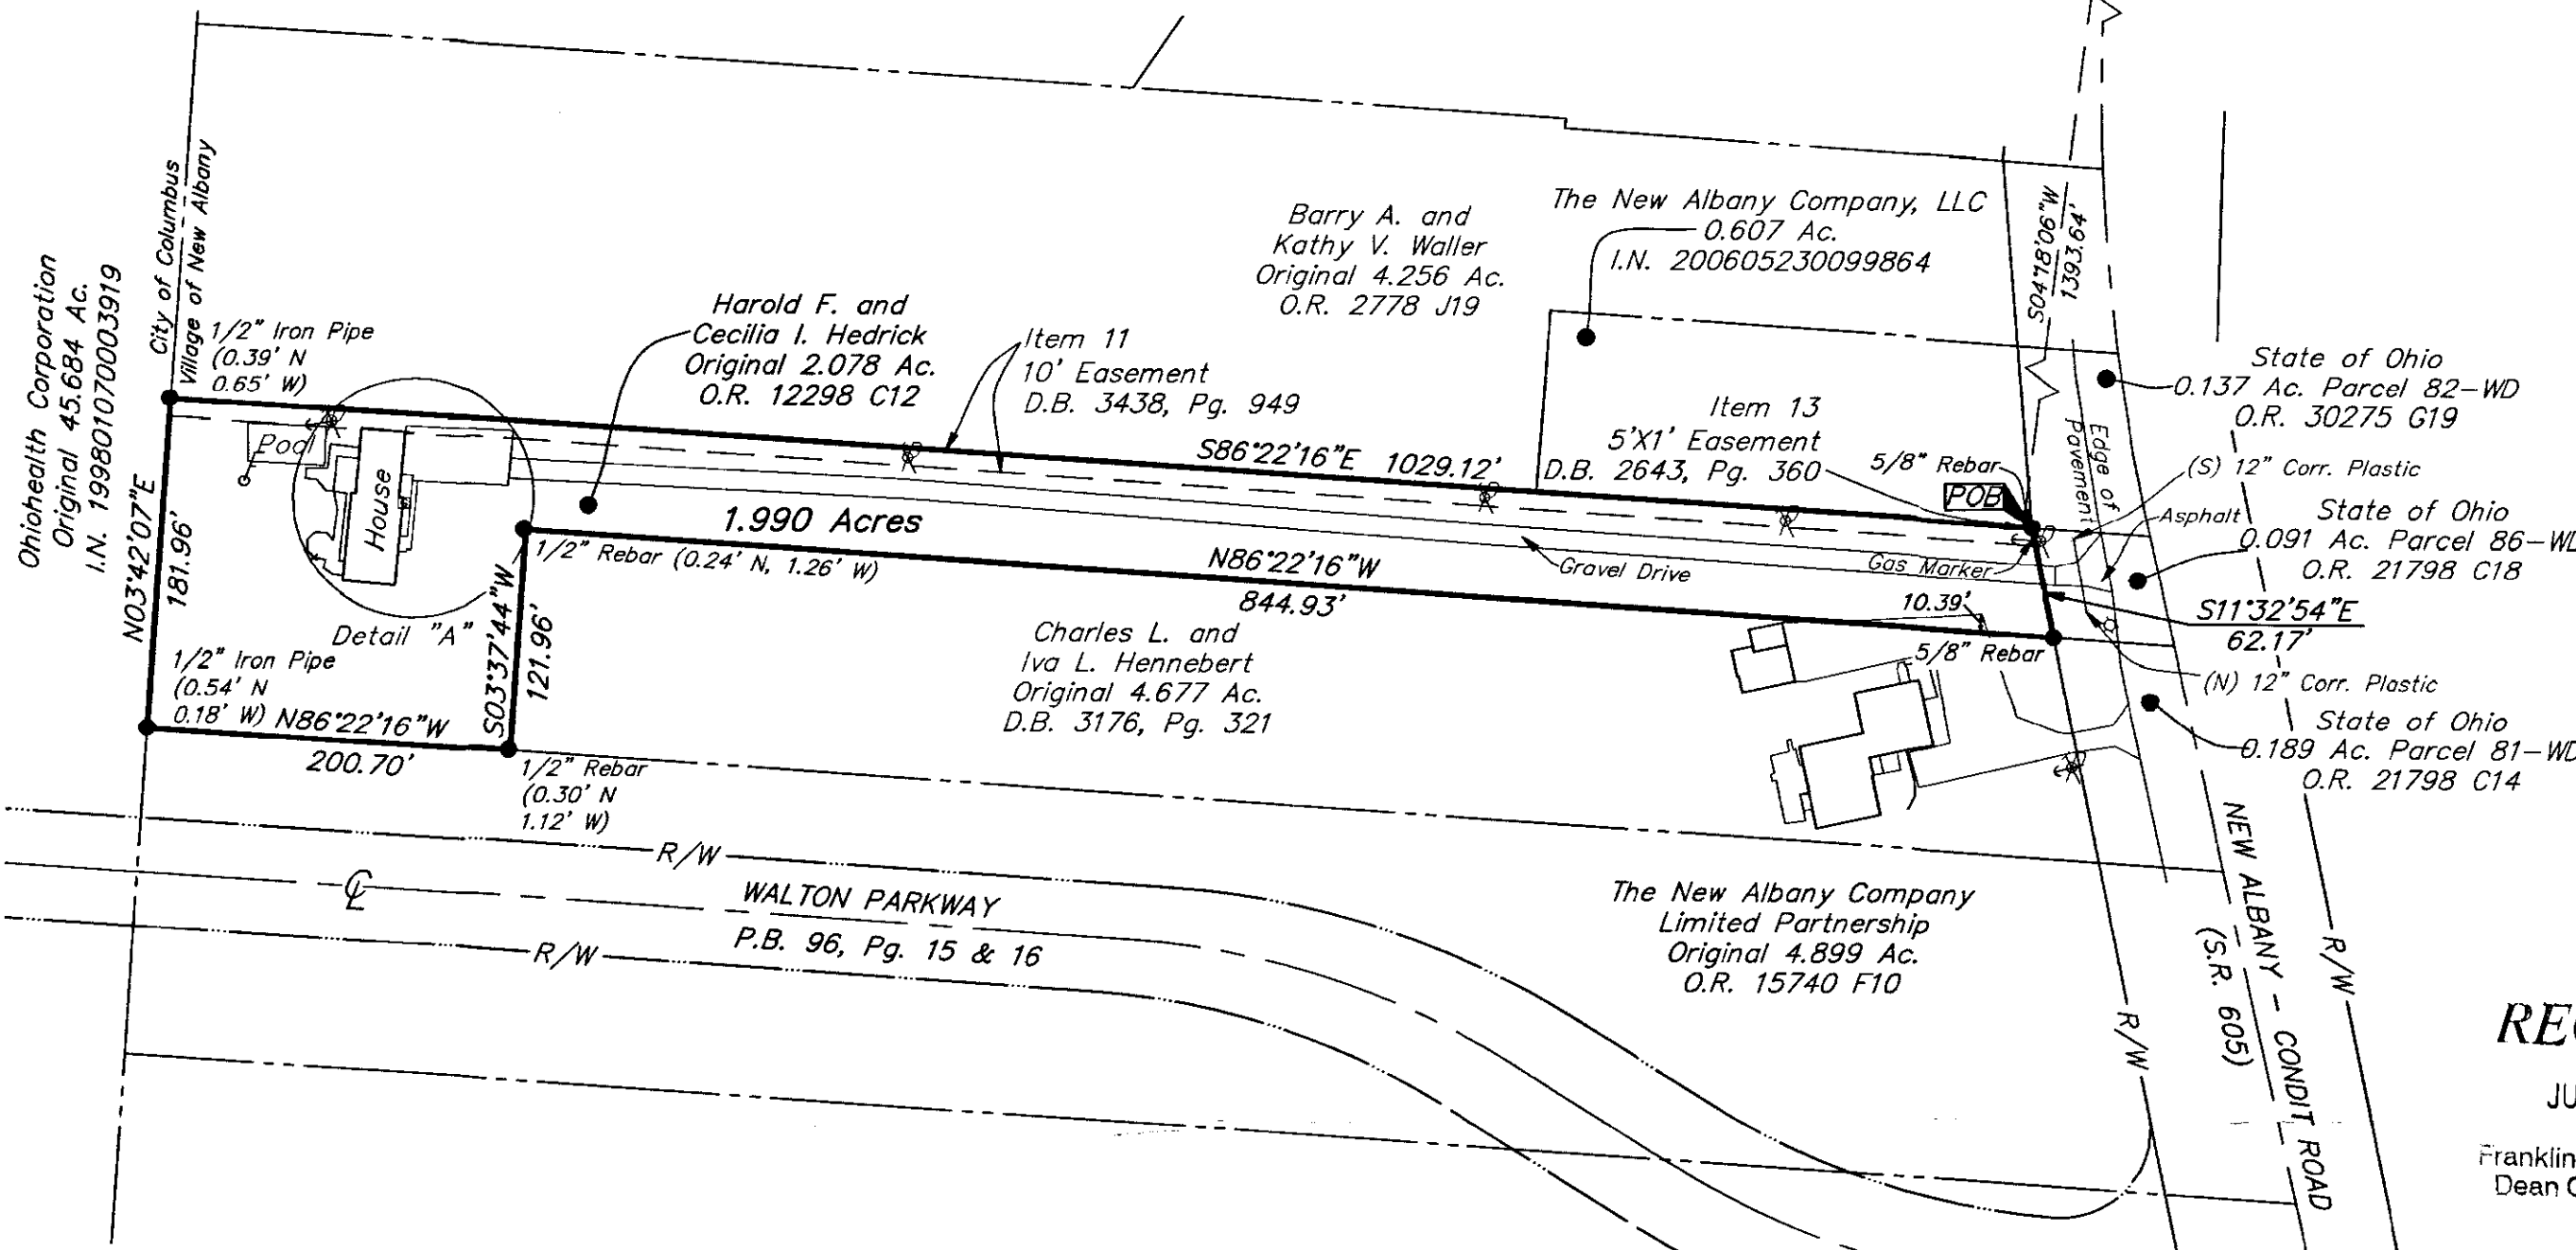 Ohiohealth Corporation
Original 45.684 Ac.
I.N. 199801070003919
City of Columbus
Village of New Albany
1/2" Iron Pipe
(0.39' N
0.65' W)
Pool
House
Detail "A"
N03°42'07"E
181.96'
1/2" Iron Pipe
(0.54' N
0.18' W)
N86°22'16"W
200.70'
S03°37'44"W
121.96'
1/2" Rebar
(0.30' N
1.12' W)
Harold F. and
Cecilia I. Hedrick
Original 2.078 Ac.
O.R. 12298 C12
Item 11
10' Easement
D.B. 3438, Pg. 949
1.990 Acres
1/2" Rebar (0.24' N, 1.26' W)
S86°22'16"E 1029.12'
N86°22'16"W
844.93'
Charles L. and
Iva L. Hennebert
Original 4.677 Ac.
D.B. 3176, Pg. 321
Barry A. and
Kathy V. Waller
Original 4.256 Ac.
O.R. 2778 J19
The New Albany Company, LLC
0.607 Ac.
I.N. 200605230099864
Item 13
5'X1' Easement
D.B. 2643, Pg. 360
5/8" Rebar
POB
Gravel Drive
Gas Marker
10.39'
5/8" Rebar
S04°18'06"W
1393.64'
Edge of
Pavement
State of Ohio
0.137 Ac. Parcel 82-WD
O.R. 30275 G19
(S) 12" Corr. Plastic
Asphalt
State of Ohio
0.091 Ac. Parcel 86-WD
O.R. 21798 C18
S11°32'54"E
62.17'
(N) 12" Corr. Plastic
State of Ohio
0.189 Ac. Parcel 81-WD
O.R. 21798 C14
R/W
℄
WALTON PARKWAY
P.B. 96, Pg. 15 & 16
R/W
The New Albany Company
Limited Partnership
Original 4.899 Ac.
O.R. 15740 F10
R/W
NEW ALBANY - CONDIT ROAD
(S.R. 605)
R/W
REC
JU
Franklin
Dean